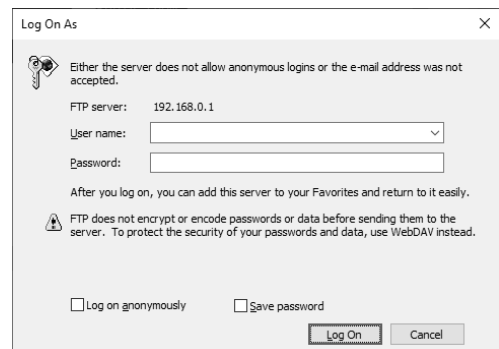 Log On As
Either the server does not allow anonymous logins or the e-mail address was not
accepted.
FTP server: 192.168.0.1
User name:
Password:
After you log on, you can add this server to your Favorites and return to it easily.
FTP does not encrypt or encode passwords or data before sending them to the
server. To protect the security of your passwords and data, use WebDAV instead.
Log on anonymously Save password
Log On Cancel